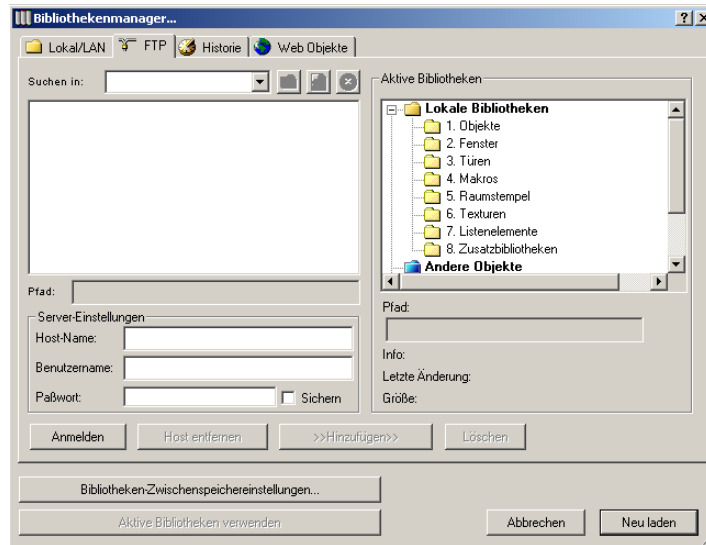 Bibliothekenmanager...
Lokal/LAN
FTP
Historie
Web Objekte
Suchen in:
Pfad:
Server-Einstellungen
Host-Name:
Benutzername:
Paßwort:
Sichern
Aktive Bibliotheken
Lokale Bibliotheken
1. Objekte
2. Fenster
3. Türen
4. Makros
5. Raumstempel
6. Texturen
7. Listenelemente
8. Zusatzbibliotheken
Andere Objekte
Pfad:
Info:
Letzte Änderung:
Größe:
Anmelden
Host entfernen
>>Hinzufügen>>
Löschen
Bibliotheken-Zwischenspeichereinstellungen...
Aktive Bibliotheken verwenden
Abbrechen
Neu laden